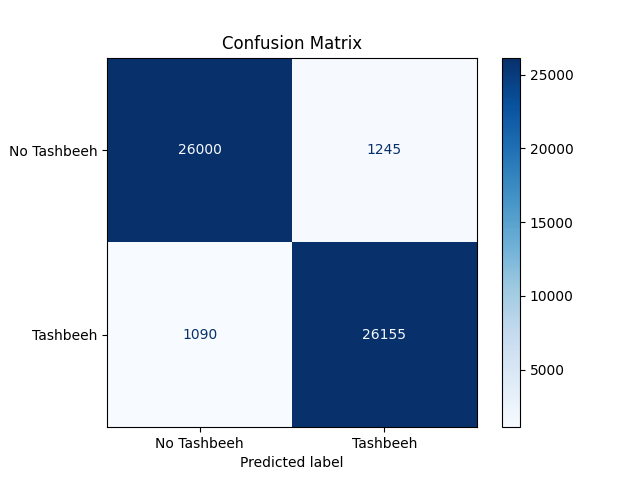 Confusion Matrix
No Tashbeeh
26000
1245
Tashbeeh
1090
26155
No Tashbeeh
Tashbeeh
Predicted label
25000
20000
15000
10000
5000